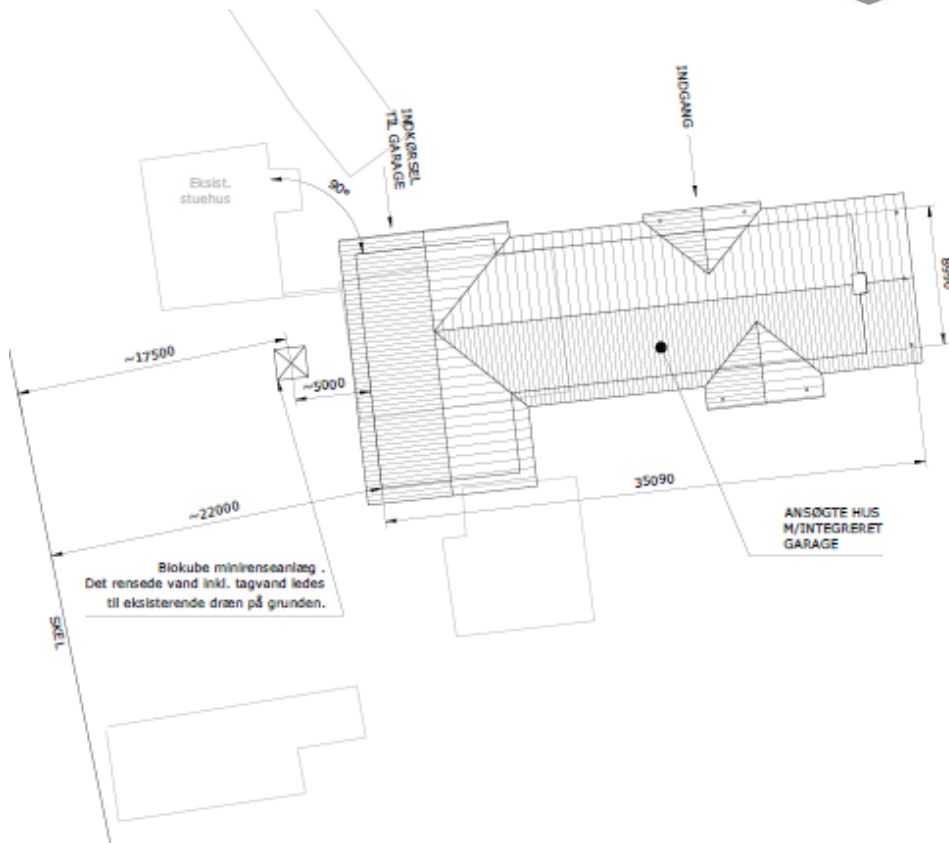 INDGANG
INDKØRSEL
TIL GARAGE
Eksist.
stuehus
90°
~17500
~5000
35090
~22000
ANSØGTE HUS
M/INTEGRERET
GARAGE
Biokube minirenseanlæg .
Det rensede vand inkl. tagvand ledes
til eksisterende dræn på grunden.
SKEL